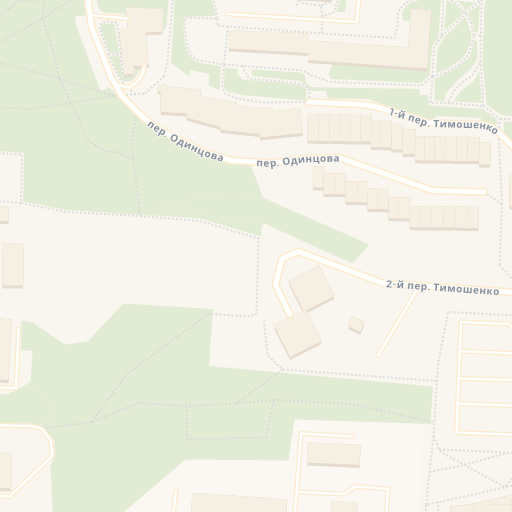 1-й пер. Тимошенко
пер. Одинцова
пер. Одинцова
2-й пер. Тимошенко